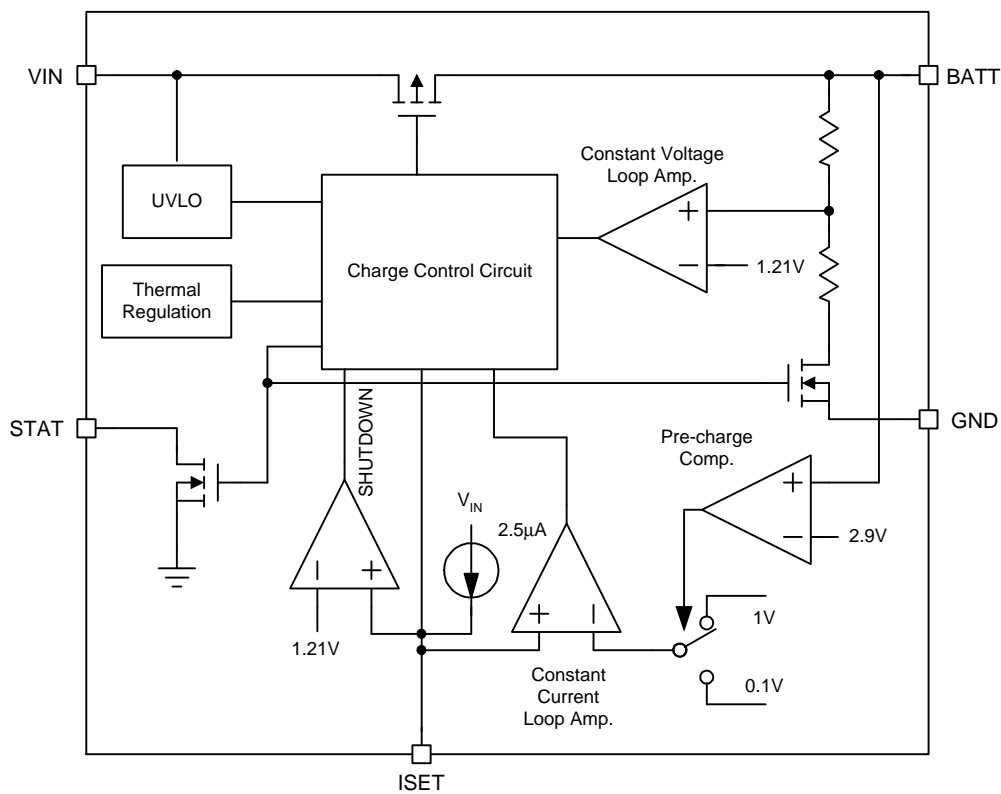 VIN
BATT
Constant Voltage
Loop Amp.
UVLO
+
−
1.21V
Charge Control Circuit
Thermal
Regulation
SHUTDOWN
STAT
GND
Pre-charge
Comp.
+
−
2.9V
VIN
2.5µA
−
+
1.21V
+
−
1V
0.1V
Constant
Current
Loop Amp.
ISET